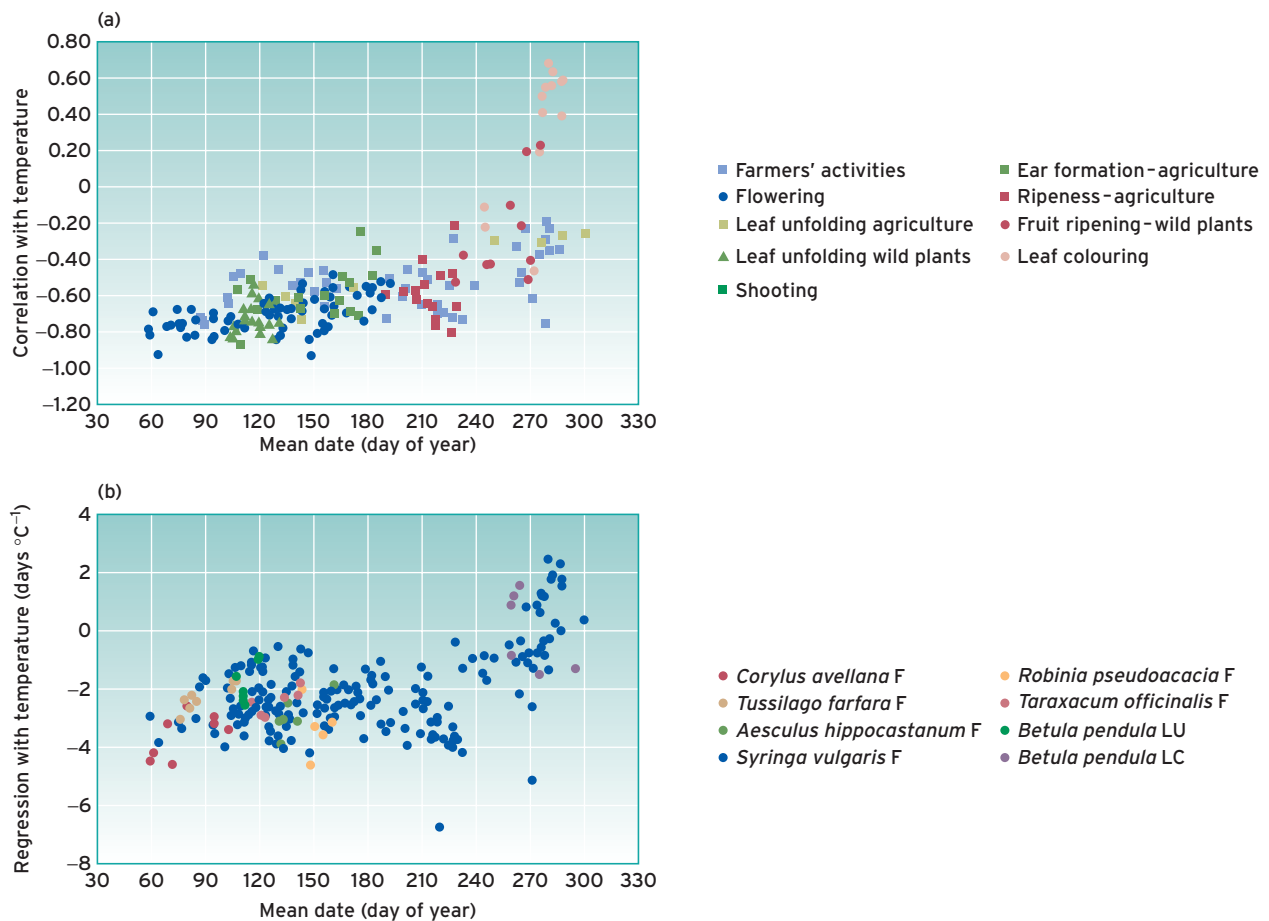 (a)
0.80
0.60
0.40
0.20
0
−0.20
−0.40
−0.60
−0.80
−1.00
−1.20
Correlation with temperature
30 60 90 120 150 180 210 240 270 300 330
Mean date (day of year)
Farmers' activities
Flowering
Leaf unfolding agriculture
Leaf unfolding wild plants
Shooting
Ear formation–agriculture
Ripeness–agriculture
Fruit ripening–wild plants
Leaf colouring
(b)
4
2
0
−2
−4
−6
−8
Regression with temperature (days °C⁻¹)
30 60 90 120 150 180 210 240 270 300 330
Mean date (day of year)
Corylus avellana F
Tussilago farfara F
Aesculus hippocastanum F
Syringa vulgaris F
Robinia pseudoacacia F
Taraxacum officinalis F
Betula pendula LU
Betula pendula LC